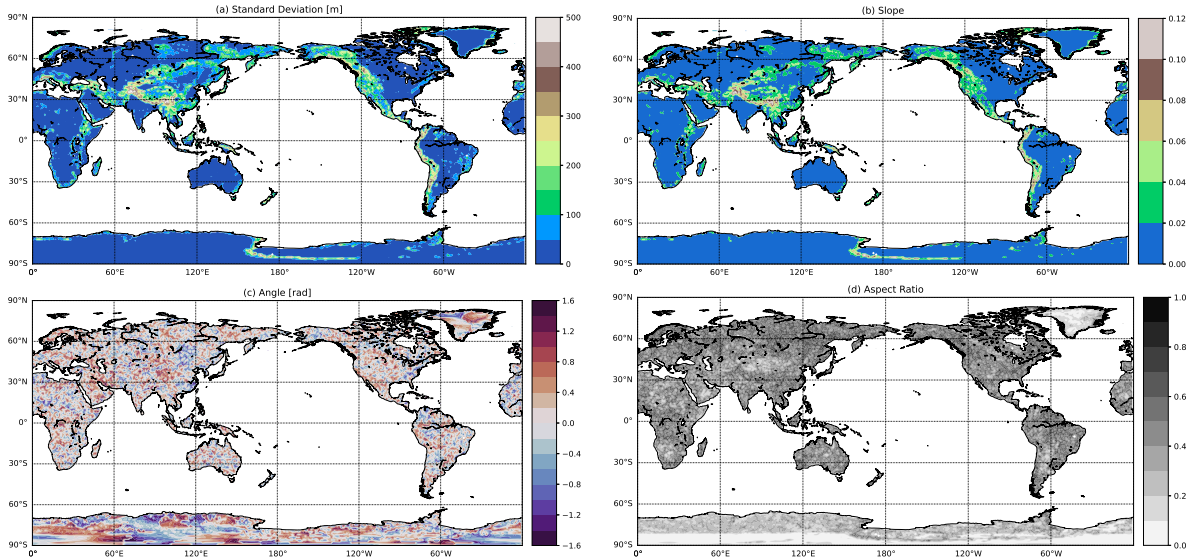 (a) Standard Deviation [m]
90°N
60°N
30°N
0°
30°S
60°S
90°S
0°
60°E
120°E
180°
120°W
60°W
500
400
300
200
100
0
(b) Slope
90°N
60°N
30°N
0°
30°S
60°S
90°S
0°
60°E
120°E
180°
120°W
60°W
0.12
0.10
0.08
0.06
0.04
0.02
0.00
(c) Angle [rad]
90°N
60°N
30°N
0°
30°S
60°S
90°S
0°
60°E
120°E
180°
120°W
60°W
1.6
1.2
0.8
0.4
0.0
−0.4
−0.8
−1.2
−1.6
(d) Aspect Ratio
90°N
60°N
30°N
0°
30°S
60°S
90°S
0°
60°E
120°E
180°
120°W
60°W
1.0
0.8
0.6
0.4
0.2
0.0